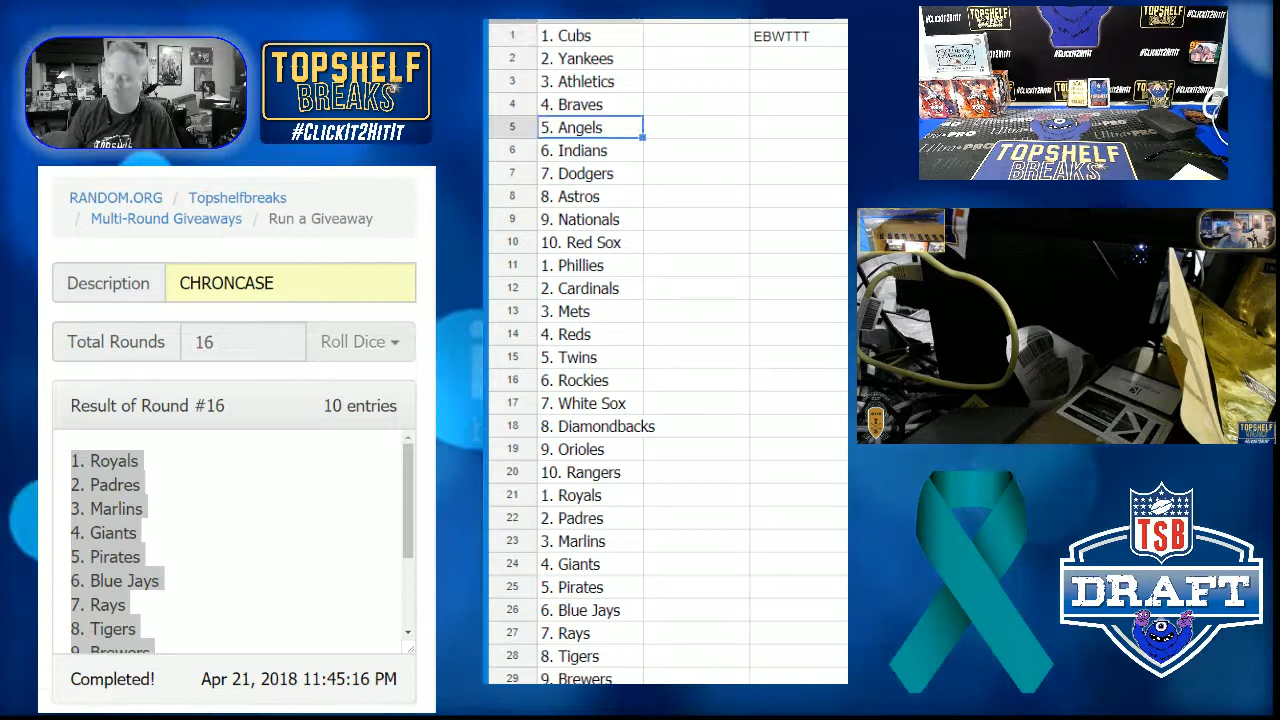 TOPSHELF
BREAKS
#CLICKIT2HITIT
RANDOM.ORG / Topshelfbreaks
/ Multi-Round Giveaways / Run a Giveaway
Description CHRONCASE
Total Rounds 16 Roll Dice
Result of Round #16 10 entries
1. Royals
2. Padres
3. Marlins
4. Giants
5. Pirates
6. Blue Jays
7. Rays
8. Tigers
9. Brewers
Completed! Apr 21, 2018 11:45:16 PM
1 1. Cubs EBWTTT
2 2. Yankees
3 3. Athletics
4 4. Braves
5 5. Angels
6 6. Indians
7 7. Dodgers
8 8. Astros
9 9. Nationals
10 10. Red Sox
11 1. Phillies
12 2. Cardinals
13 3. Mets
14 4. Reds
15 5. Twins
16 6. Rockies
17 7. White Sox
18 8. Diamondbacks
19 9. Orioles
20 10. Rangers
21 1. Royals
22 2. Padres
23 3. Marlins
24 4. Giants
25 5. Pirates
26 6. Blue Jays
27 7. Rays
28 8. Tigers
29 9. Brewers
TOPSHELF
BREAKS
TSB
DRAFT